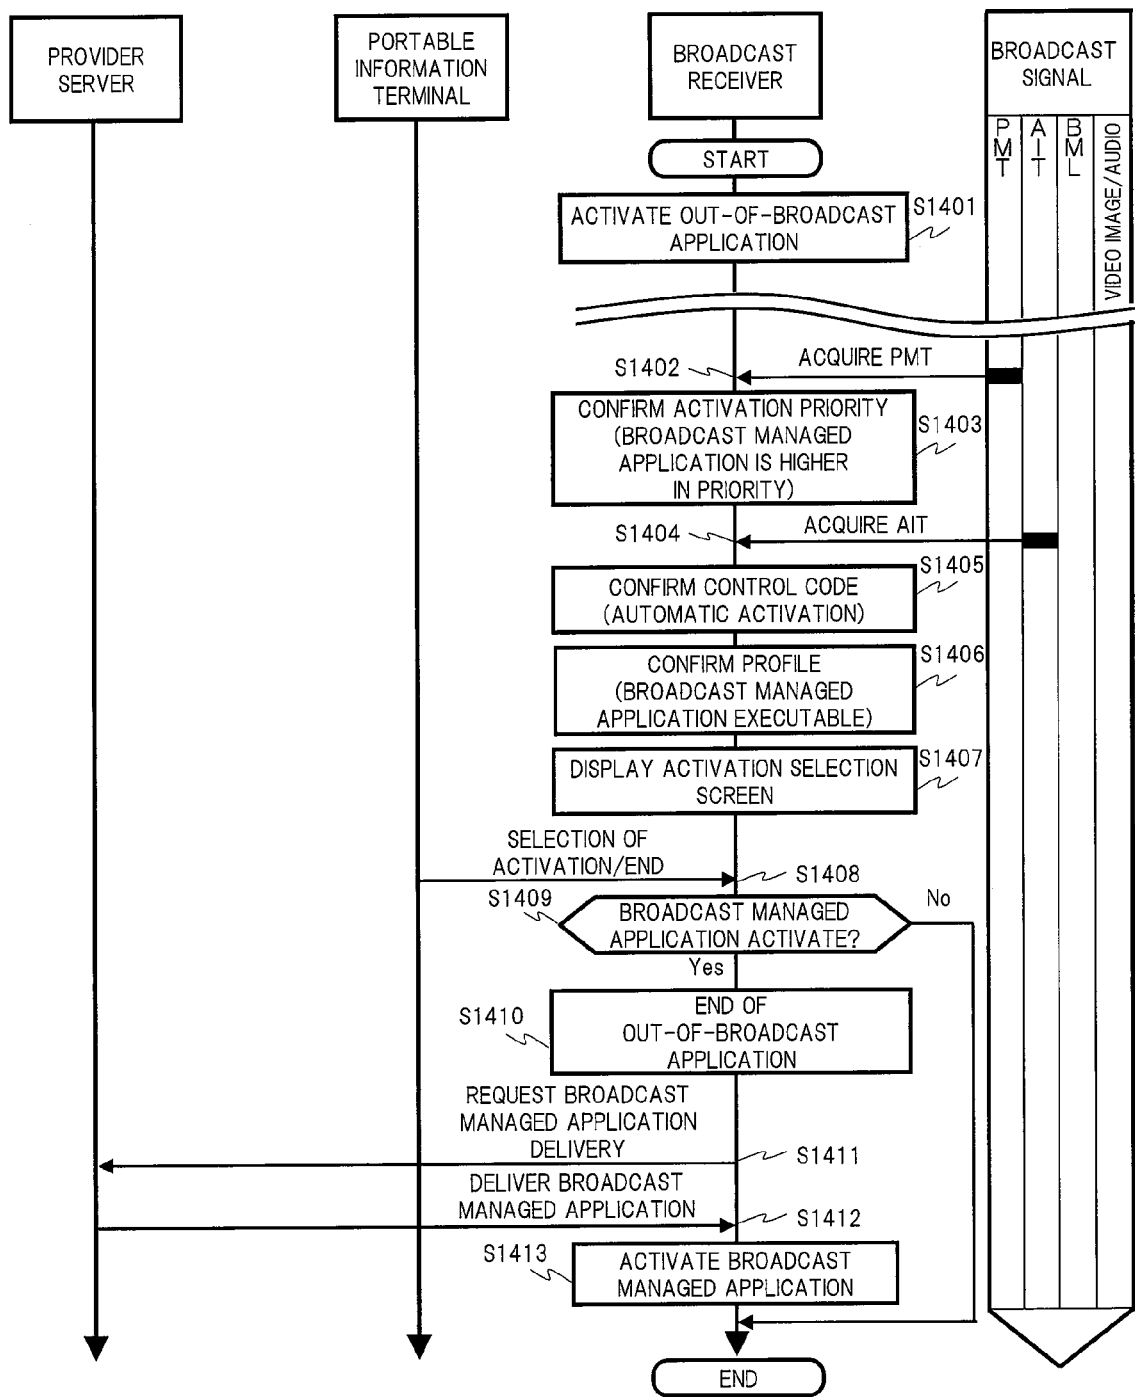 PROVIDER
SERVER
PORTABLE
INFORMATION
TERMINAL
BROADCAST
RECEIVER
BROADCAST
SIGNAL
PMT
AIT
BML
VIDEO IMAGE/AUDIO
START
ACTIVATE OUT-OF-BROADCAST
APPLICATION
S1401
ACQUIRE PMT
S1402
CONFIRM ACTIVATION PRIORITY
(BROADCAST MANAGED
APPLICATION IS HIGHER
IN PRIORITY)
S1403
ACQUIRE AIT
S1404
CONFIRM CONTROL CODE
(AUTOMATIC ACTIVATION)
S1405
CONFIRM PROFILE
(BROADCAST MANAGED
APPLICATION EXECUTABLE)
S1406
DISPLAY ACTIVATION SELECTION
SCREEN
S1407
SELECTION OF
ACTIVATION/END
S1408
S1409
BROADCAST MANAGED
APPLICATION ACTIVATE?
No
Yes
S1410
END OF
OUT-OF-BROADCAST
APPLICATION
REQUEST BROADCAST
MANAGED APPLICATION
DELIVERY
S1411
DELIVER BROADCAST
MANAGED APPLICATION
S1412
S1413
ACTIVATE BROADCAST
MANAGED APPLICATION
END